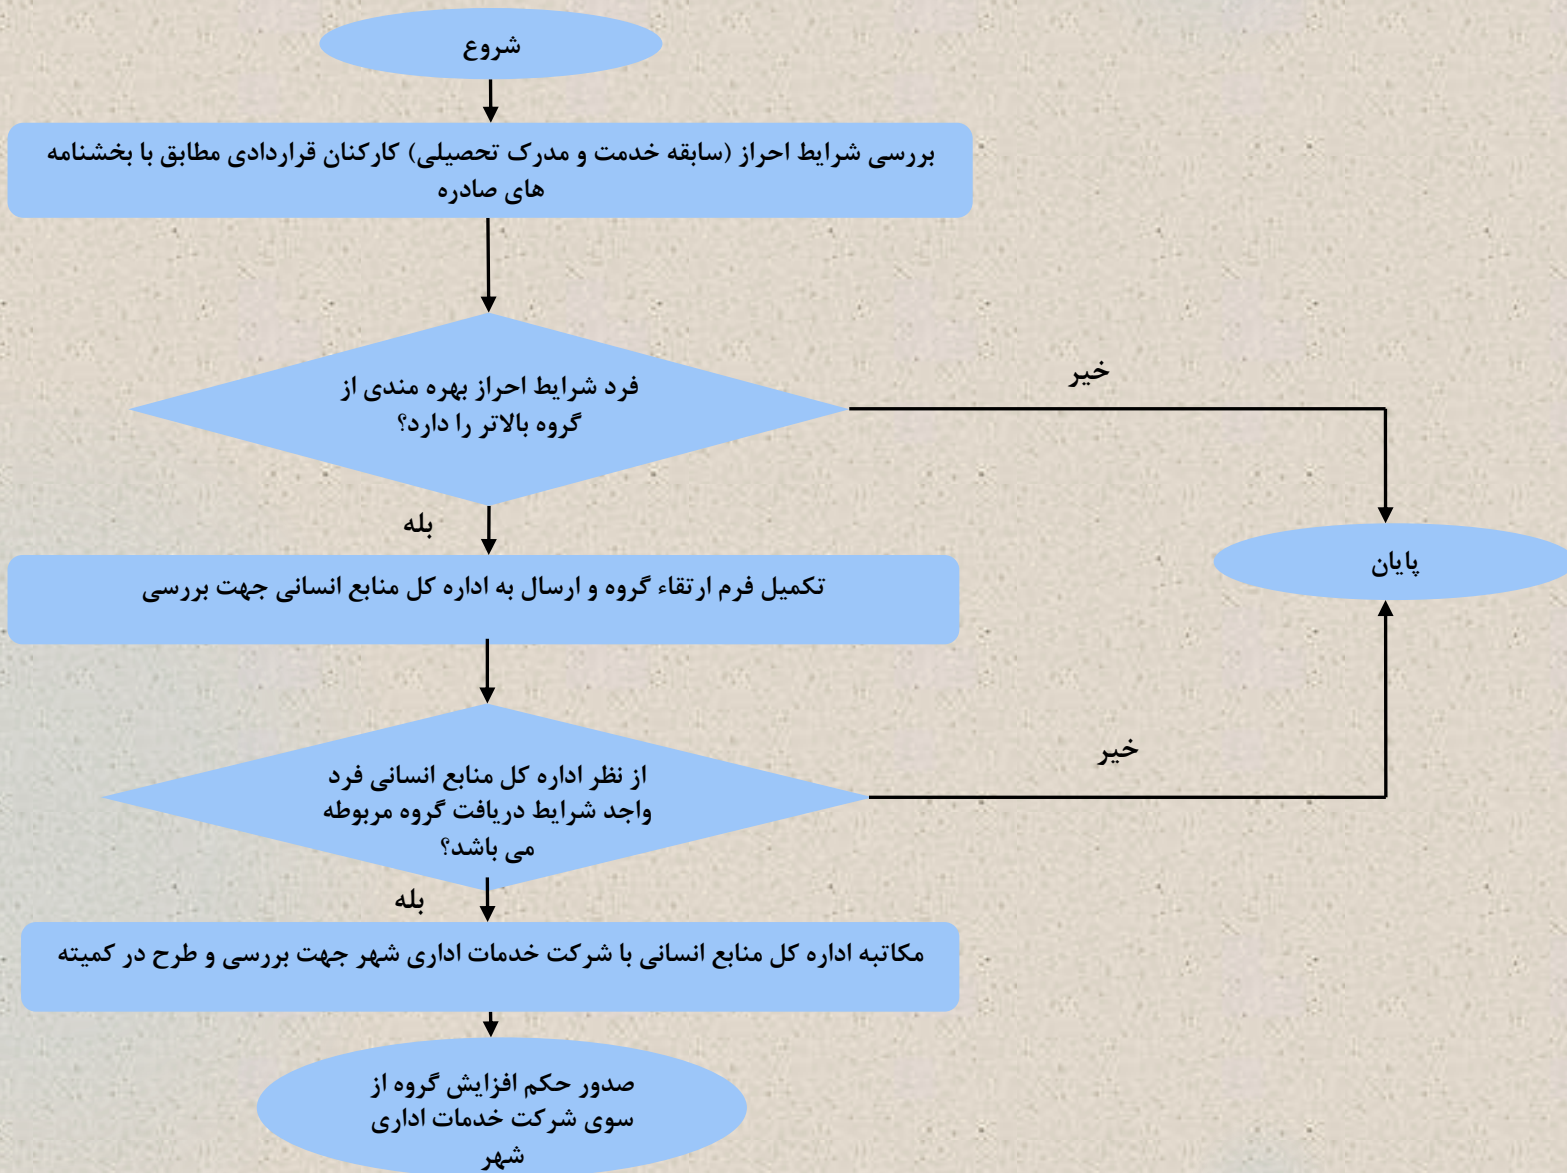 شروع
بررسی شرایط احراز (سابقه خدمت و مدرک تحصیلی) کارکنان قراردادی مطابق با بخشنامه
های صادره
فرد شرایط احراز بهره مندی از
گروه بالاتر را دارد؟
خیر
بله
پایان
تکمیل فرم ارتقاء گروه و ارسال به اداره کل منابع انسانی جهت بررسی
از نظر اداره کل منابع انسانی فرد
واجد شرایط دریافت گروه مربوطه
می باشد؟
خیر
بله
مکاتبه اداره کل منابع انسانی با شرکت خدمات اداری شهر جهت بررسی و طرح در کمیته
صدور حکم افزایش گروه از
سوی شرکت خدمات اداری
شهر